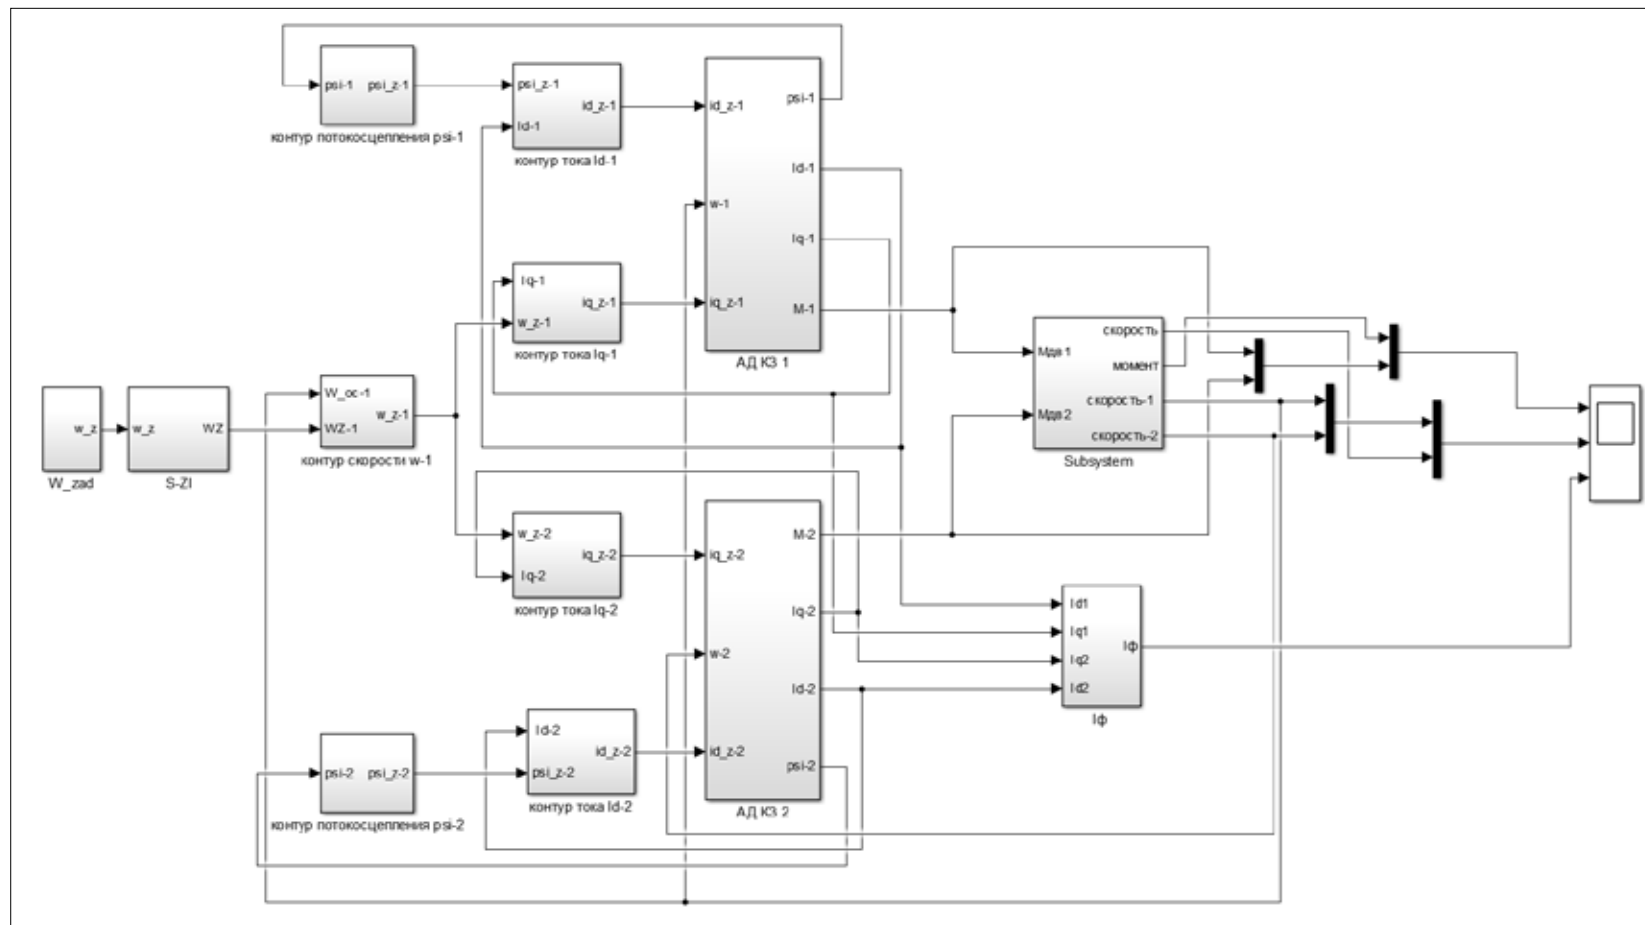 psi-1 psi_z-1
контур потокосцепления psi-1
psi_z-1
id_z-1
Id-1
контур тока Id-1
id_z-1
w-1
iq_z-1
psi-1
Id-1
Iq-1
M-1
АД КЗ 1
Iq-1
iq_z-1
w_z-1
контур тока Iq-1
w_z
W_zad
w_z WZ
S-ZI
W_oc-1
w_z-1
WZ-1
контур скорости w-1
Мдв1
Мдв2
скорость
момент
скорость-1
скорость-2
Subsystem
w_z-2
iq_z-2
Iq-2
контур тока Iq-2
iq_z-2
w-2
id_z-2
M-2
Iq-2
Id-2
psi-2
АД КЗ 2
Id1
Iq1
Iq2
Id2
Iф
Iф
Id-2
id_z-2
psi_z-2
контур тока Id-2
psi-2 psi_z-2
контур потокосцепления psi-2